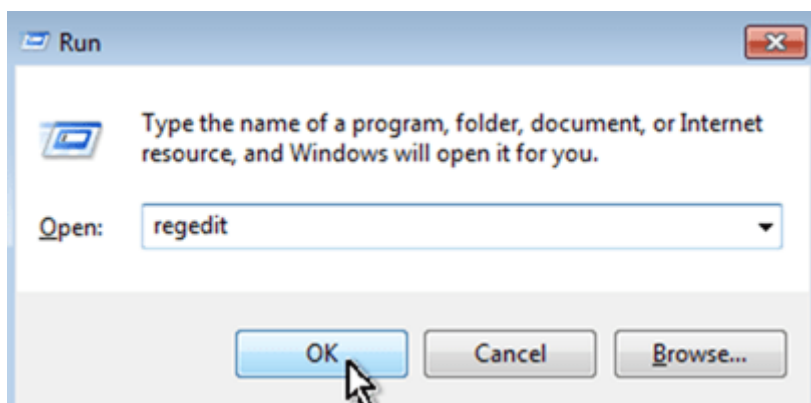 Run
Type the name of a program, folder, document, or Internet
resource, and Windows will open it for you.
Open: regedit
OK Cancel Browse...